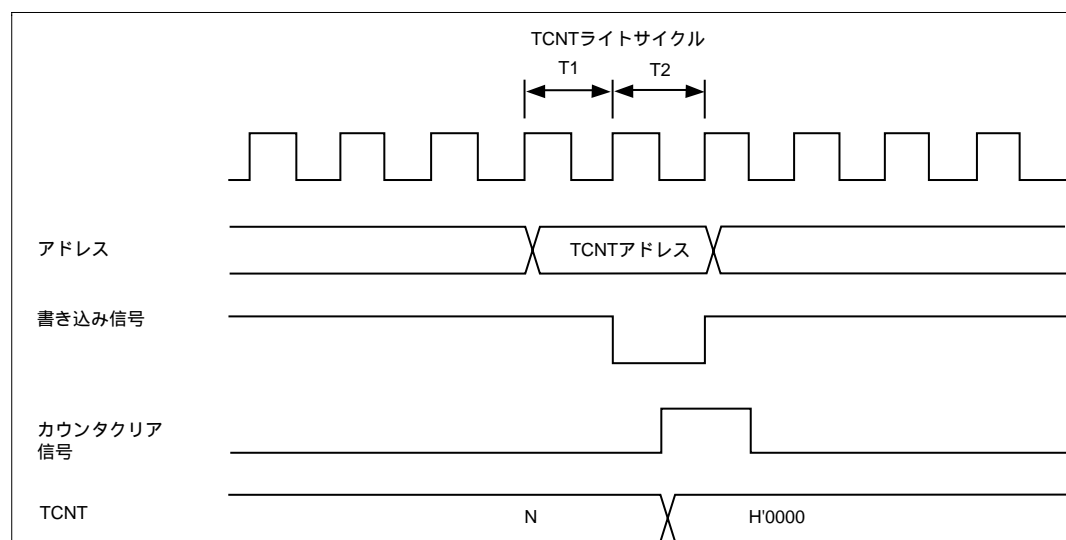 TCNTライトサイクル
T1
T2
アドレス
TCNTアドレス
書き込み信号
カウンタクリア
信号
TCNT
N
H'0000